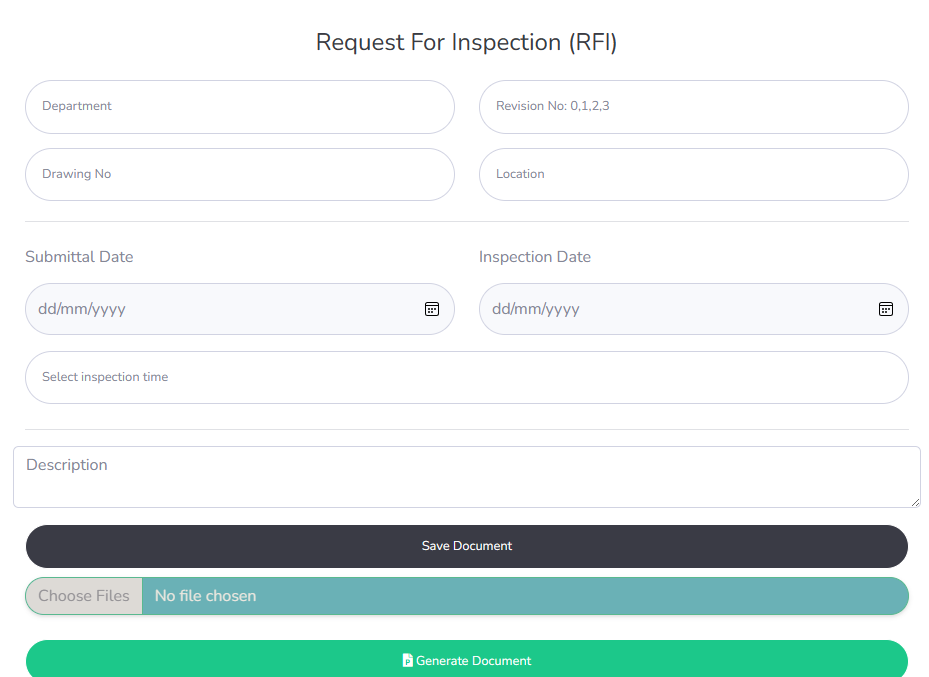 Request For Inspection (RFI)
Department
Revision No: 0,1,2,3
Drawing No
Location
Submittal Date
Inspection Date
dd/mm/yyyy
dd/mm/yyyy
Select inspection time
Description
Save Document
Choose Files No file chosen
Generate Document